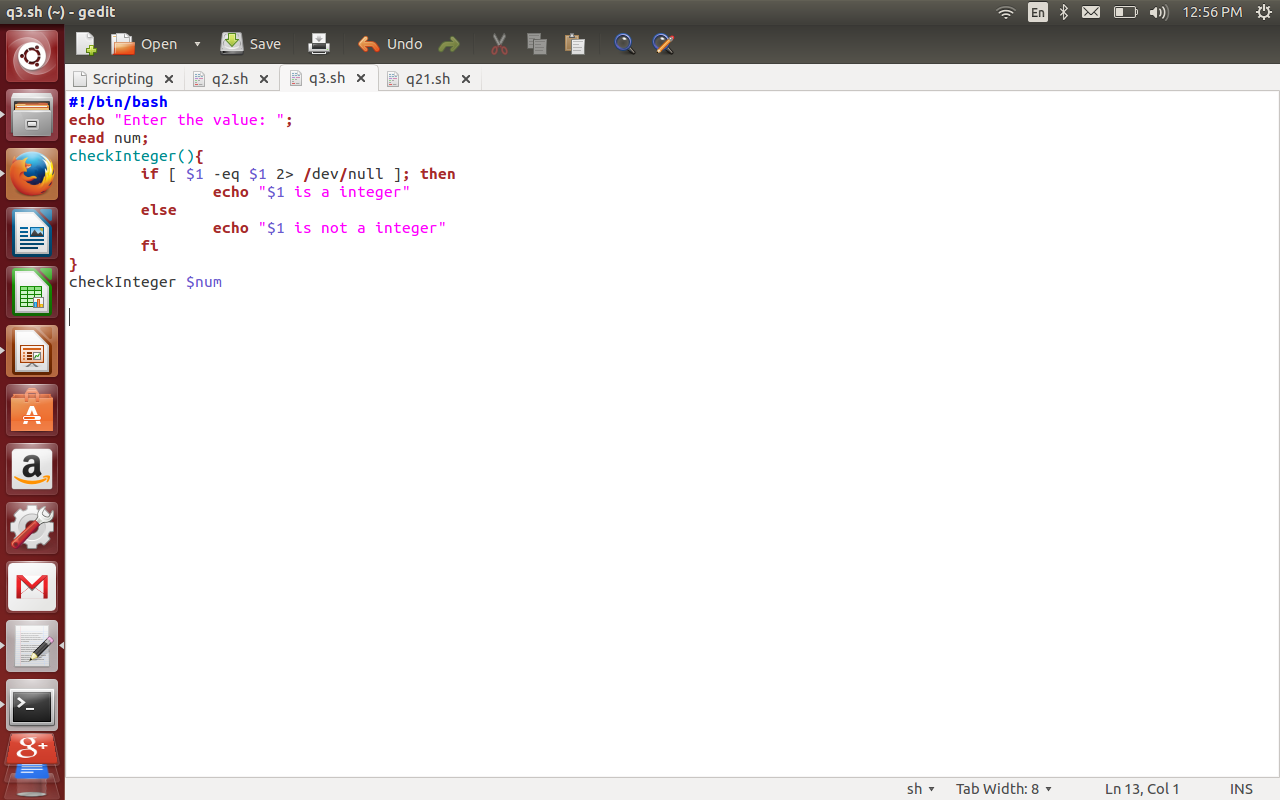 q3.sh (~) - gedit
En
12:56 PM
Open
Save
Undo
Scripting
q2.sh
q3.sh
q21.sh
#!/bin/bash
echo "Enter the value: ";
read num;
checkInteger(){
if [ $1 -eq $1 2> /dev/null ]; then
echo "$1 is a integer"
else
echo "$1 is not a integer"
fi
}
checkInteger $num
A
a
M
>_
g+
sh
Tab Width: 8
Ln 13, Col 1
INS